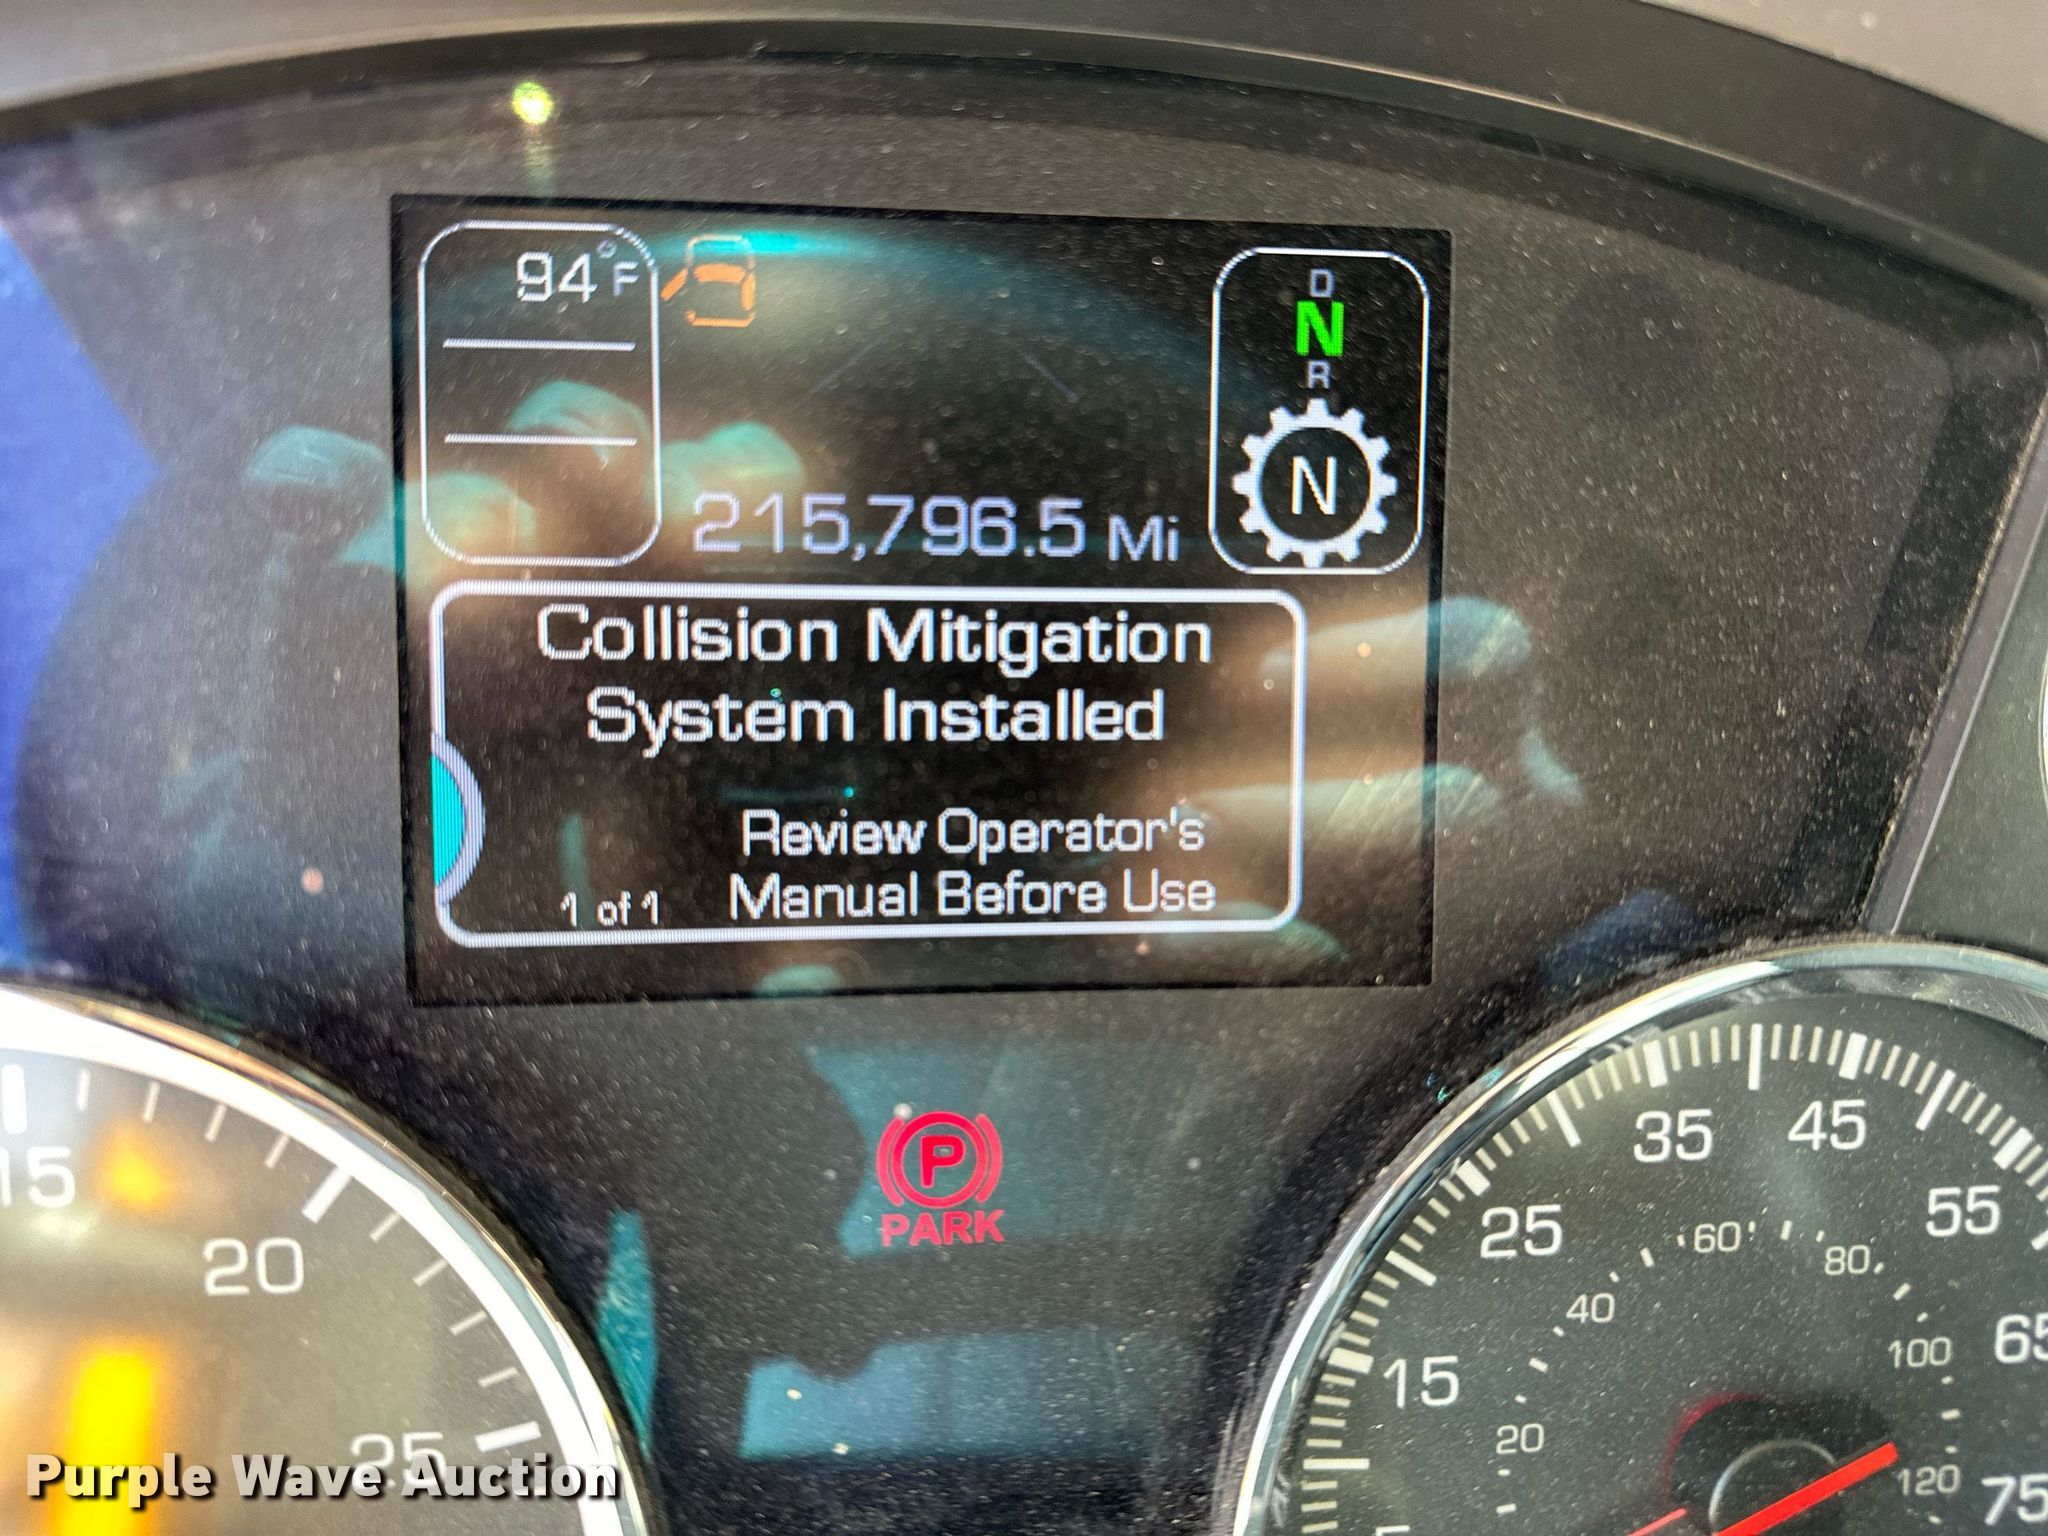 94°F
D
N
R
N
215,796.5 Mi
Collision Mitigation
System Installed
Review Operator's
1 of 1 Manual Before Use
P
PARK
15
20
25
5
15
25
35
45
55
65
75
20
40
60
80
100
120
Purple Wave Auction